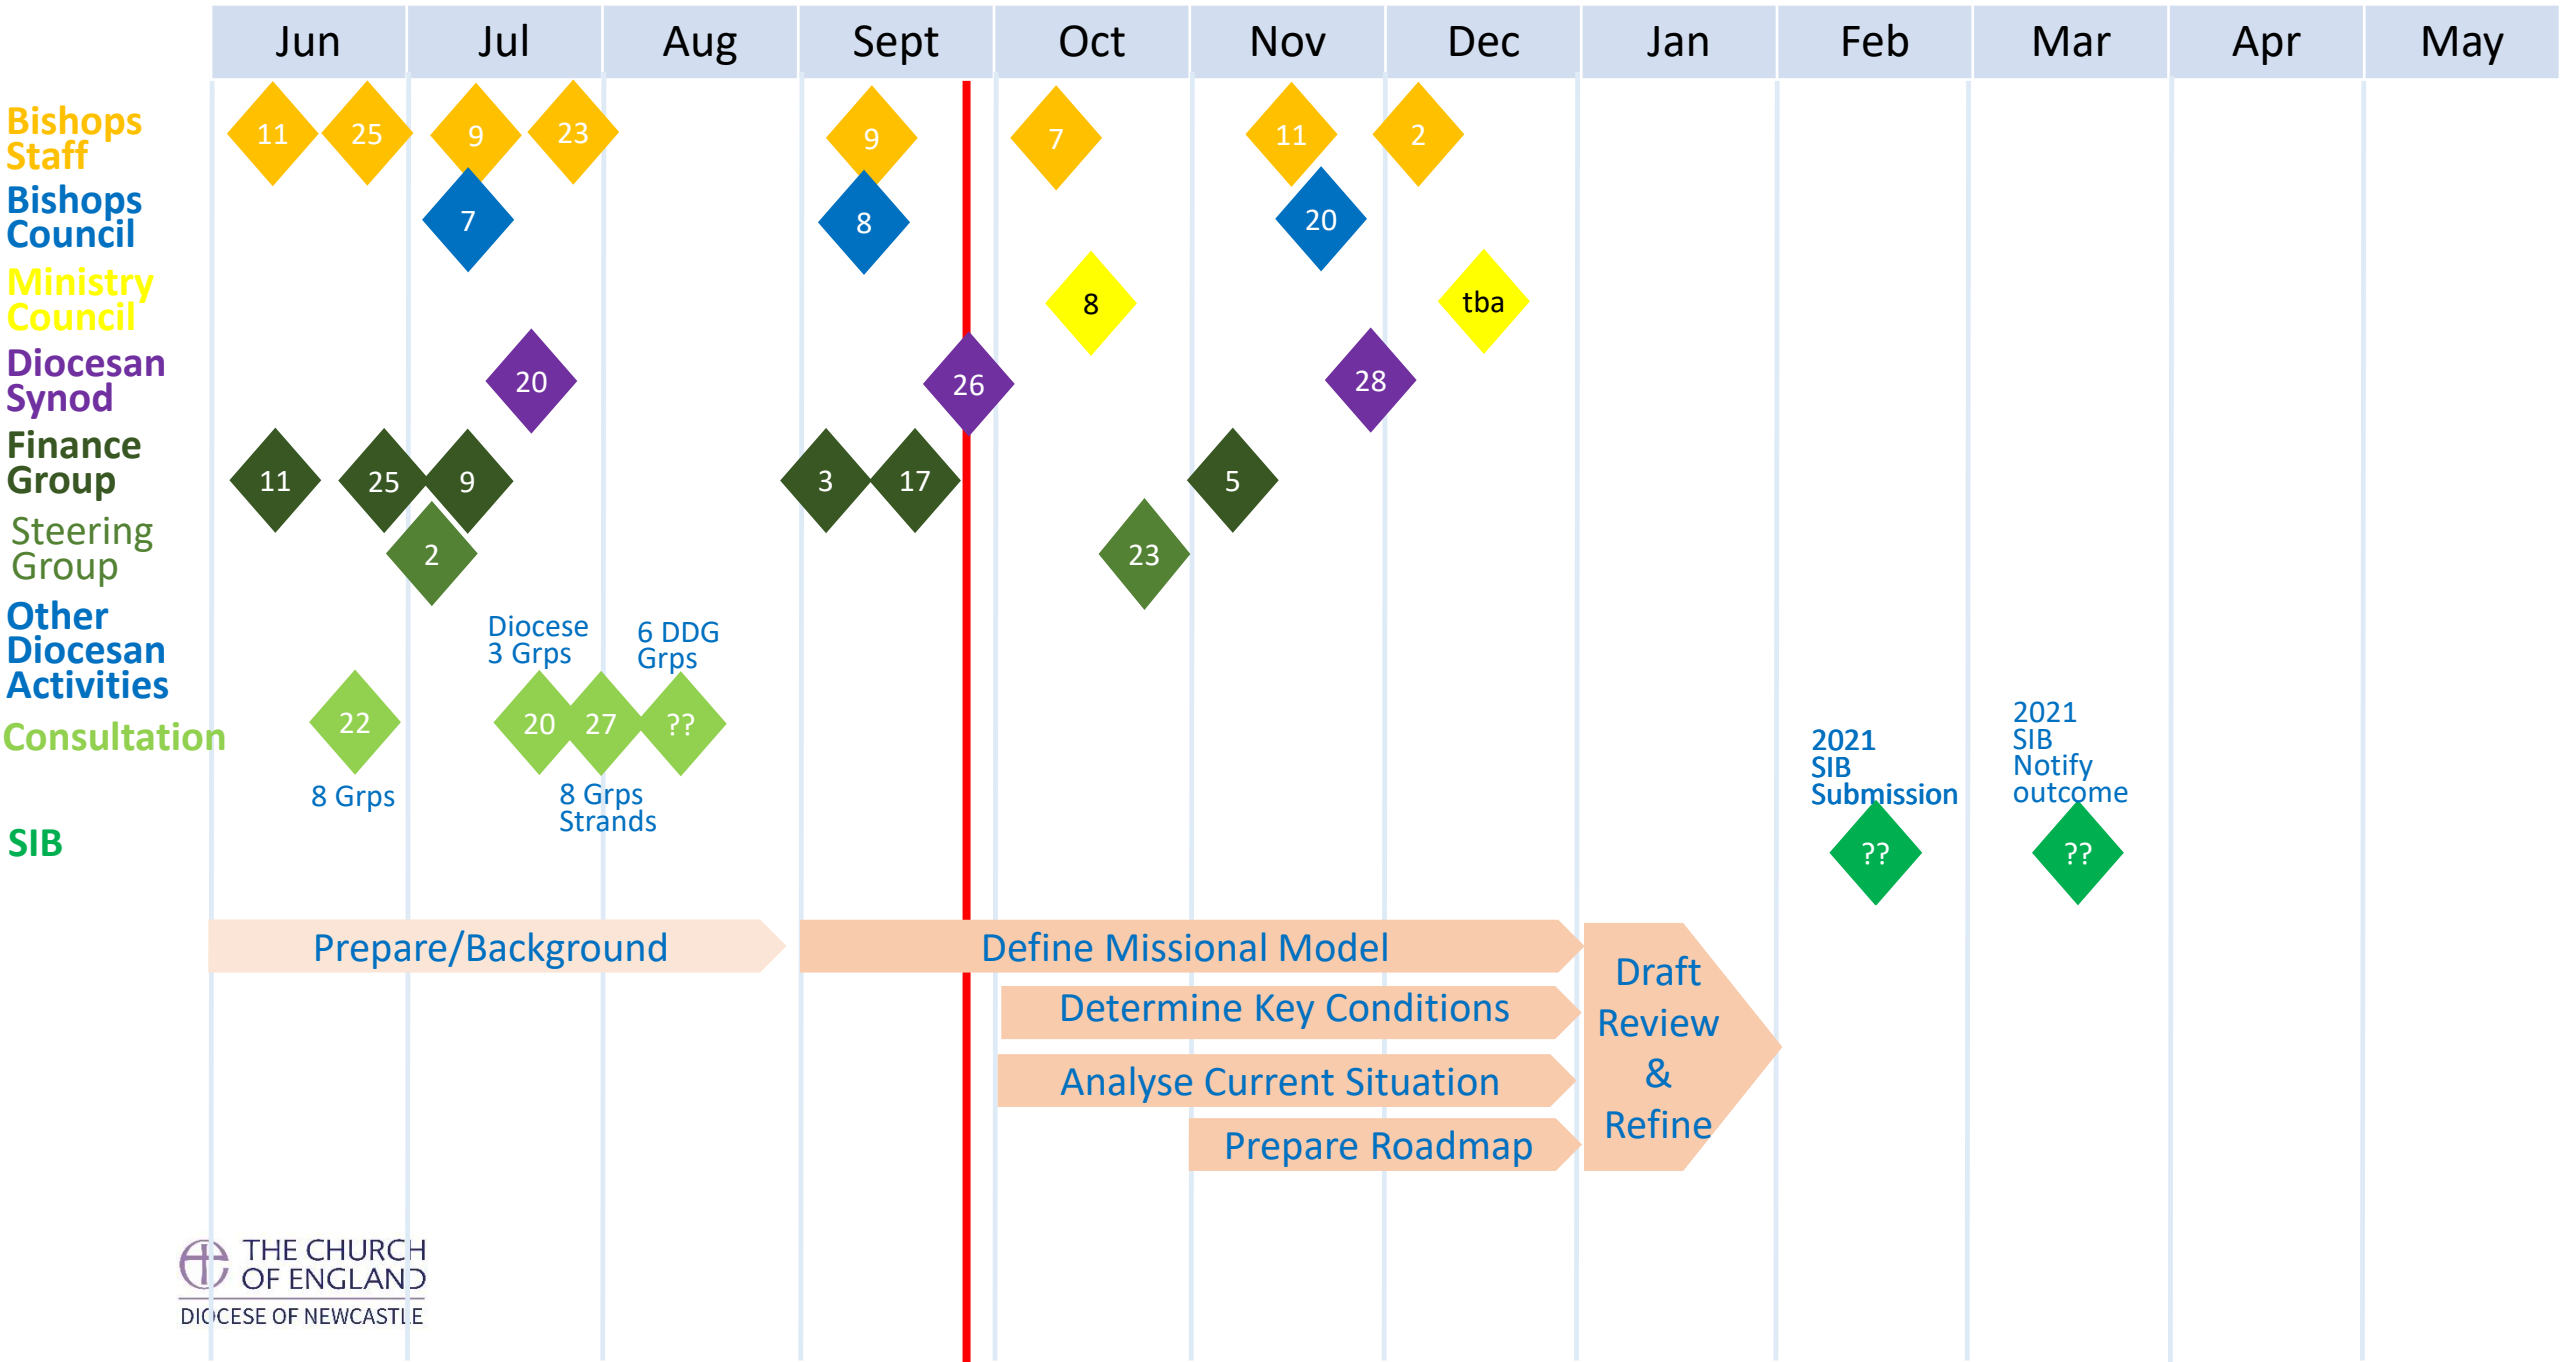 Jun Jul Aug Sept Oct Nov Dec Jan Feb Mar Apr May
Bishops
Staff
11 25 9 23 9 7 11 2
Bishops
Council
7 8 20
Ministry
Council
8 tba
Diocesan
Synod
20 26 28
Finance
Group
11 25 9 3 17 5
Steering
Group
2 23
Other
Diocesan
Activities
Diocese
3 Grps
6 DDG
Grps
Consultation
22 20 27 ??
8 Grps
8 Grps
Strands
SIB
2021
SIB
Submission
??
2021
SIB
Notify
outcome
??
Prepare/Background
Define Missional Model
Determine Key Conditions
Analyse Current Situation
Prepare Roadmap
Draft
Review
&
Refine
THE CHURCH
OF ENGLAND
DIOCESE OF NEWCASTLE